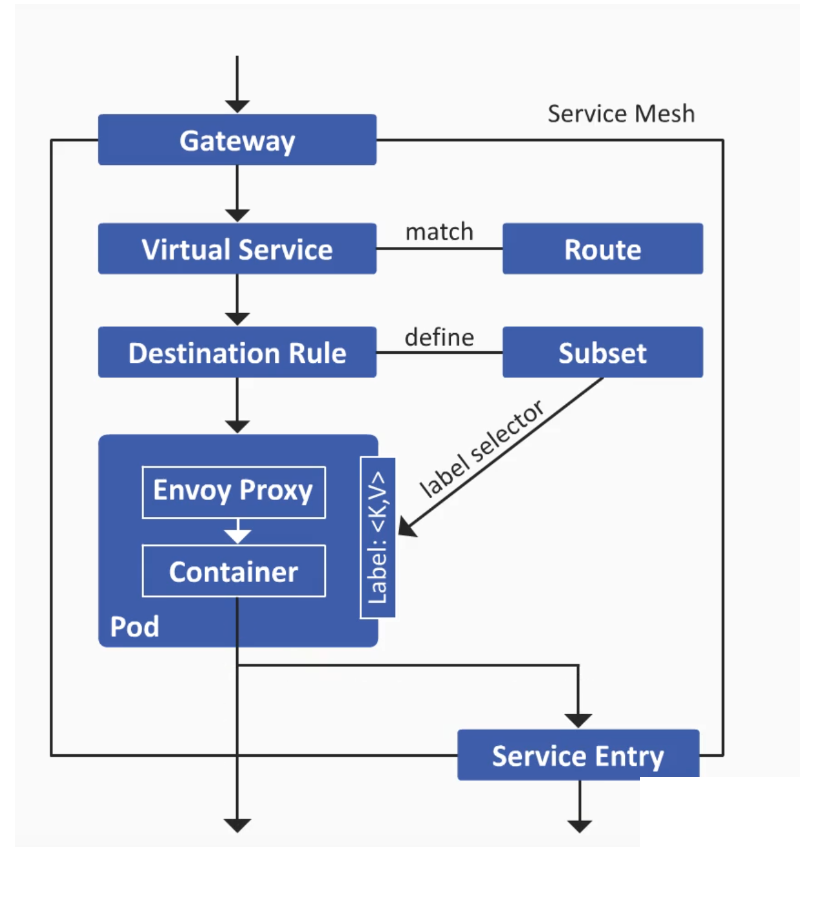 Service Mesh
Gateway
Virtual Service
match
Route
Destination Rule
define
Subset
label selector
Envoy Proxy
Label: <K,V>
Container
Pod
Service Entry